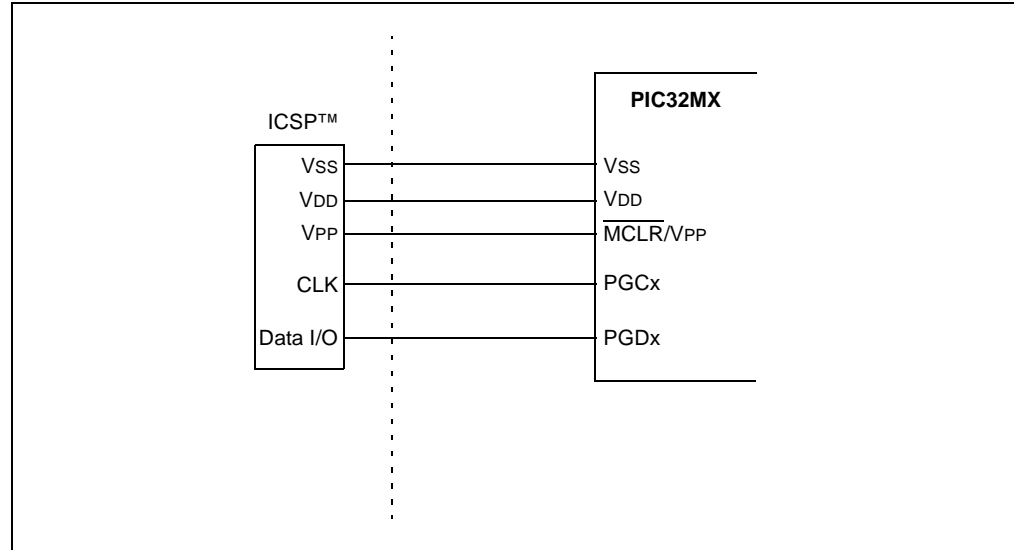 PIC32MX
ICSP™
VSS
VDD
VPP
CLK
Data I/O
VSS
VDD
MCLR/VPP
PGCx
PGDx